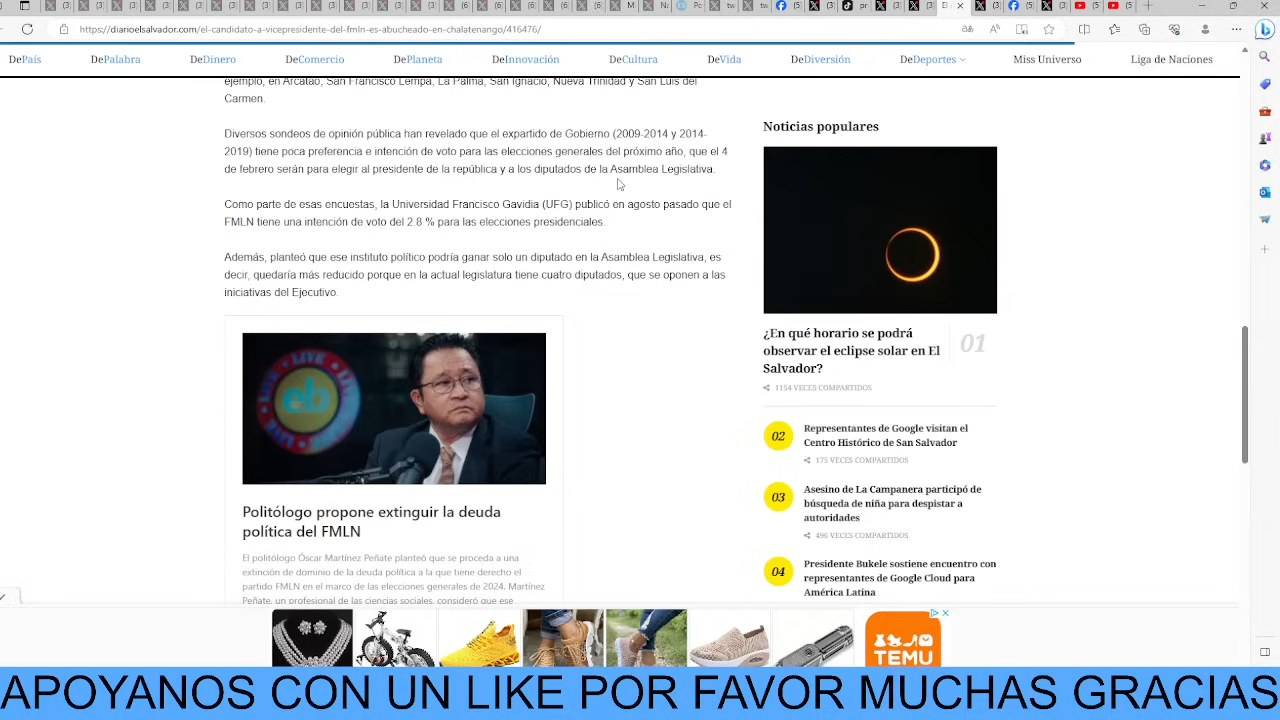 https://diarioelsalvador.com/el-candidato-a-vicepresidente-del-fmln-es-abucheado-en-chalatenango/416476/
DePaís DePalabra DeDinero DeComercio DePlaneta DeInnovación DeCultura DeVida DeDiversión DeDeportes Miss Universo Liga de Naciones
ejemplo, en Arcatao, San Francisco Lempa, La Palma, San Ignacio, Nueva Trinidad y San Luis del
Carmen.
Diversos sondeos de opinión pública han revelado que el expartido de Gobierno (2009-2014 y 2014-
2019) tiene poca preferencia e intención de voto para las elecciones generales del próximo año, que el 4
de febrero serán para elegir al presidente de la república y a los diputados de la Asamblea Legislativa.
Como parte de esas encuestas, la Universidad Francisco Gavidia (UFG) publicó en agosto pasado que el
FMLN tiene una intención de voto del 2.8 % para las elecciones presidenciales.
Además, planteó que ese instituto político podría ganar solo un diputado en la Asamblea Legislativa, es
decir, quedaría más reducido porque en la actual legislatura tiene cuatro diputados, que se oponen a las
iniciativas del Ejecutivo.
LIVE
eb
Politólogo propone extinguir la deuda
política del FMLN
El politólogo Óscar Martínez Peñate planteó que se proceda a una
extinción de dominio de la deuda política a la que tiene derecho el
partido FMLN en el marco de las elecciones generales de 2024. Martínez
Peñate, un profesional de las ciencias sociales, consideró que ese
Noticias populares
¿En qué horario se podrá
observar el eclipse solar en El
Salvador?
01
1154 VECES COMPARTIDOS
02
Representantes de Google visitan el
Centro Histórico de San Salvador
175 VECES COMPARTIDOS
03
Asesino de La Campanera participó de
búsqueda de niña para despistar a
autoridades
496 VECES COMPARTIDOS
04
Presidente Bukele sostiene encuentro con
representantes de Google Cloud para
América Latina
TEMU
APOYANOS CON UN LIKE POR FAVOR MUCHAS GRACIAS